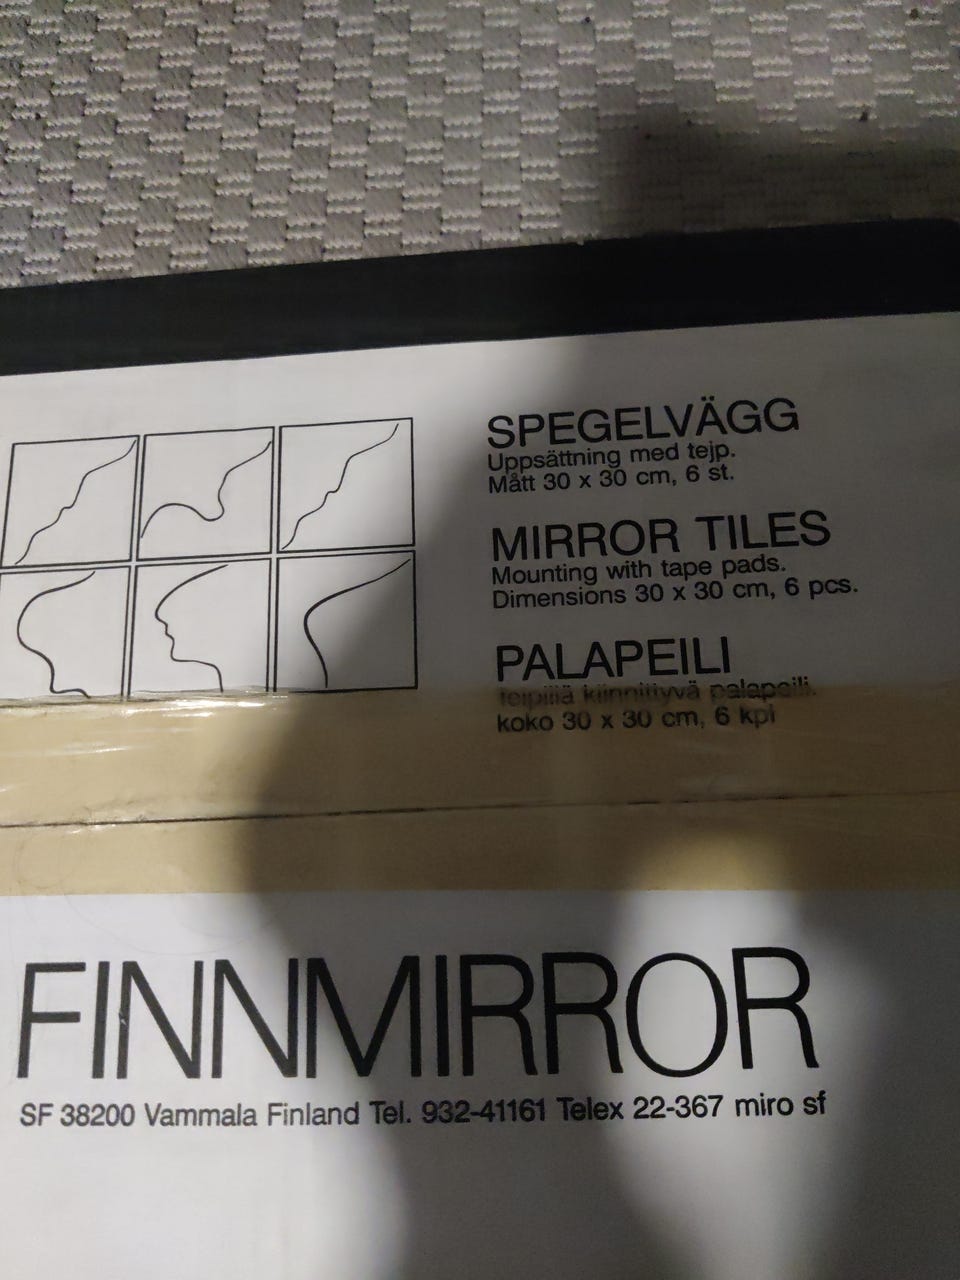 SPEGELVÄGG
Uppsättning med tejp.
Mått 30 x 30 cm, 6 st.
MIRROR TILES
Mounting with tape pads.
Dimensions 30 x 30 cm, 6 pcs.
PALAPEILI
teipillä kiinnittyvä palapeili.
koko 30 x 30 cm, 6 kpl
FINNMIRROR
SF 38200 Vammala Finland Tel. 932-41161 Telex 22-367 miro sf